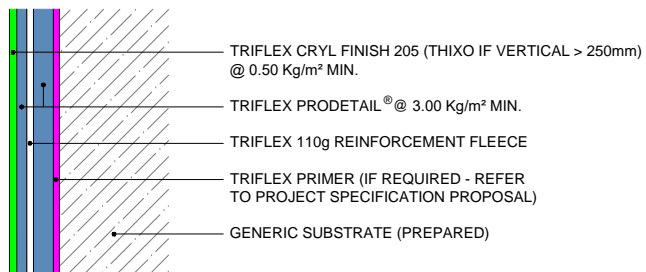 TRIFLEX CRYL FINISH 205 (THIXO IF VERTICAL > 250mm)
@ 0.50 Kg/m² MIN.
TRIFLEX PRODETAIL® @ 3.00 Kg/m² MIN.
TRIFLEX 110g REINFORCEMENT FLEECE
TRIFLEX PRIMER (IF REQUIRED - REFER
TO PROJECT SPECIFICATION PROPOSAL)
GENERIC SUBSTRATE (PREPARED)